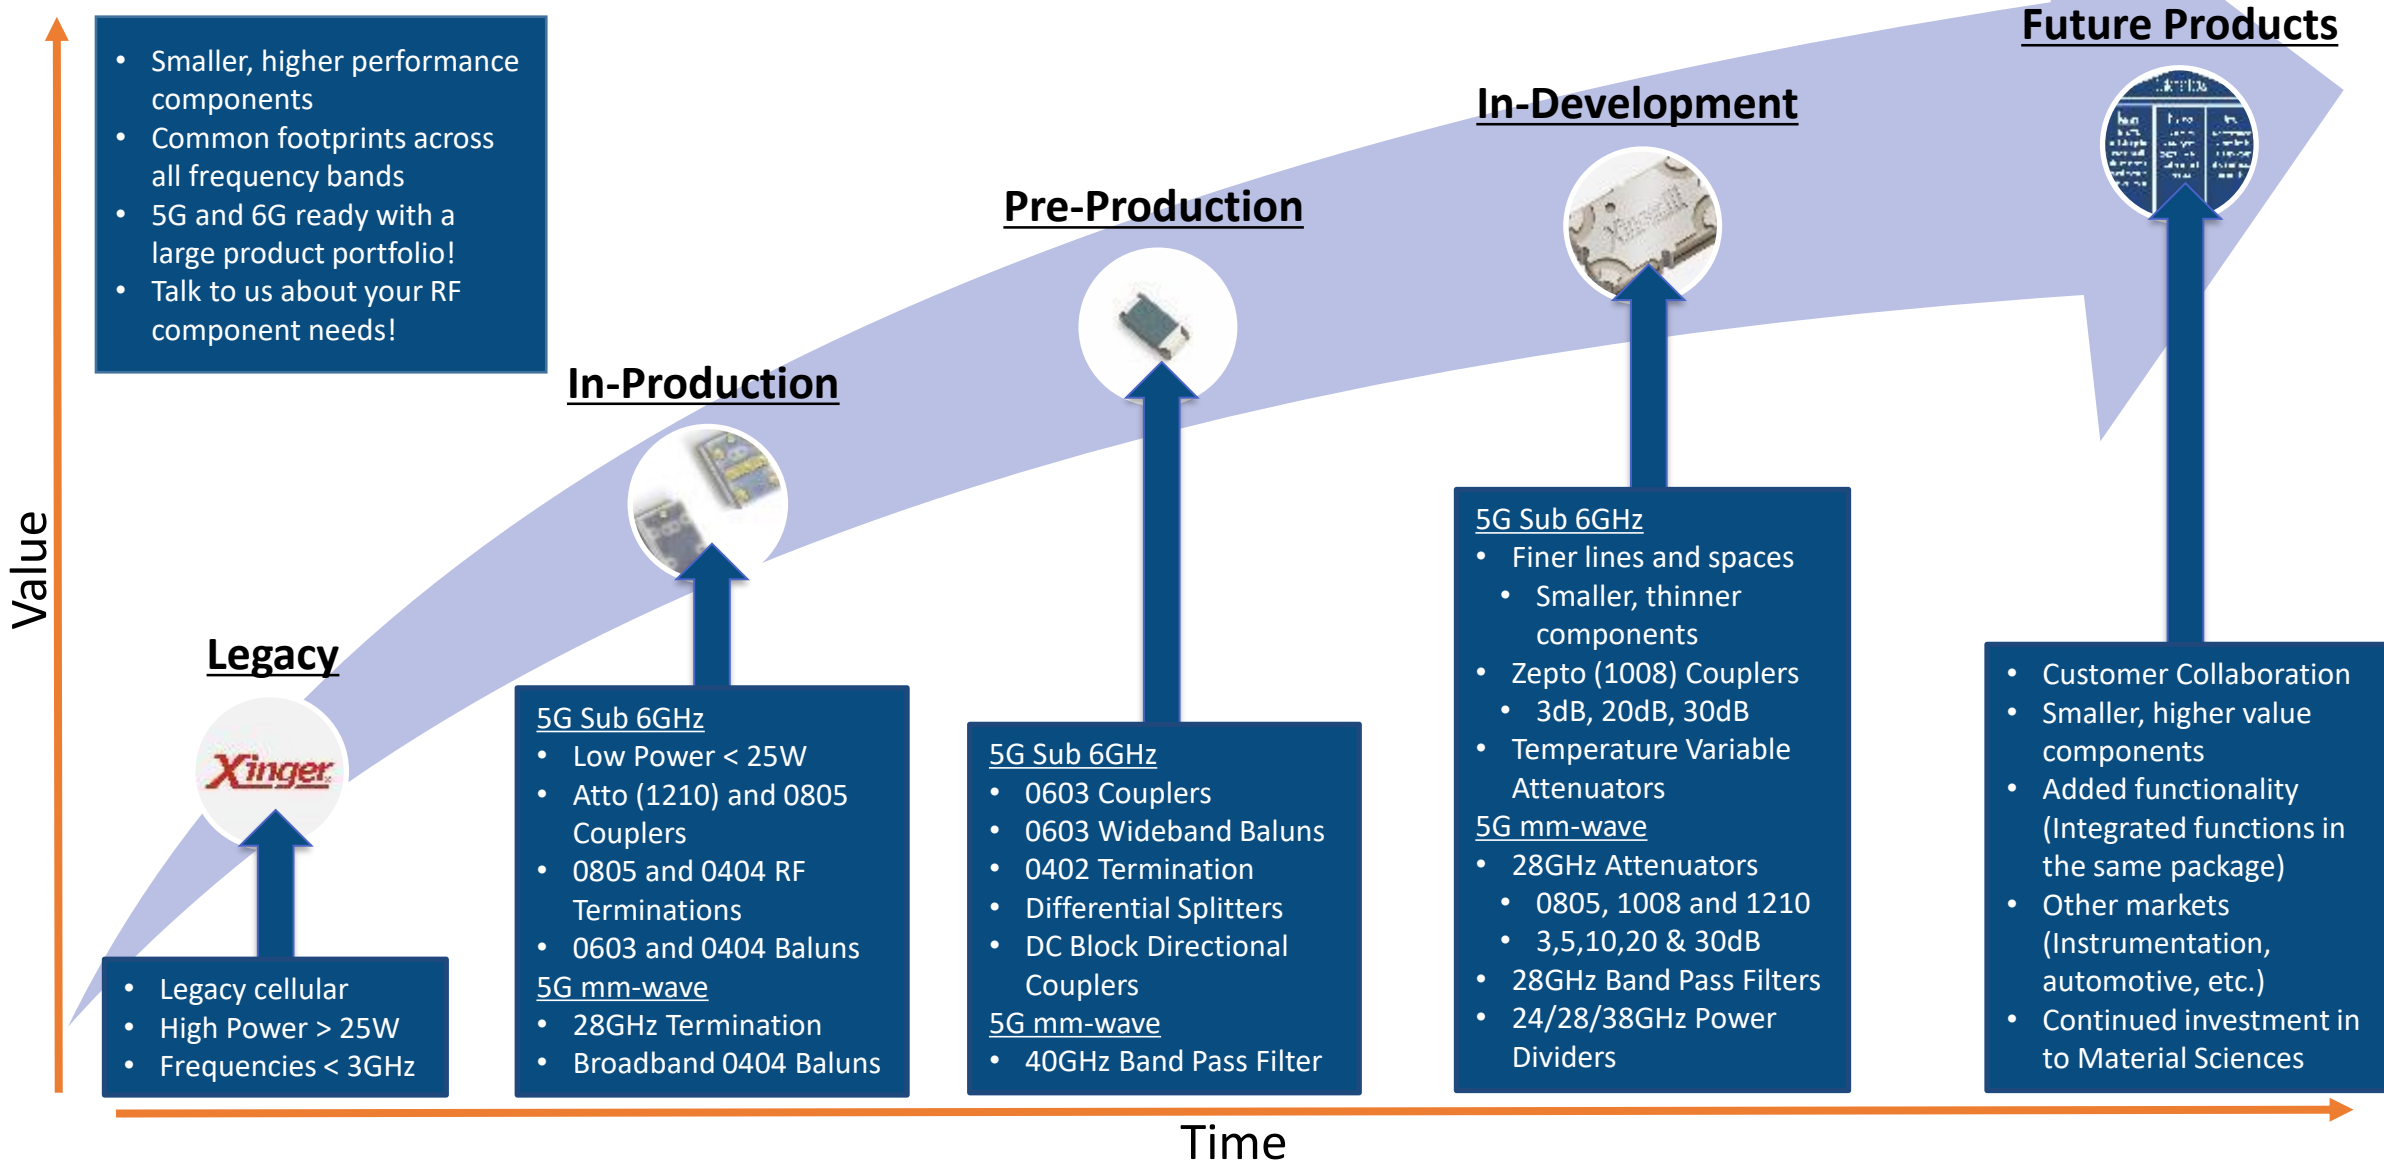 Future Products
In-Development
Pre-Production
In-Production
Legacy
Value
Time
• Smaller, higher performance
components
• Common footprints across
all frequency bands
• 5G and 6G ready with a
large product portfolio!
• Talk to us about your RF
component needs!
Xinger
• Legacy cellular
• High Power > 25W
• Frequencies < 3GHz
5G Sub 6GHz
• Low Power < 25W
• Atto (1210) and 0805
Couplers
• 0805 and 0404 RF
Terminations
• 0603 and 0404 Baluns
5G mm-wave
• 28GHz Termination
• Broadband 0404 Baluns
5G Sub 6GHz
• 0603 Couplers
• 0603 Wideband Baluns
• 0402 Termination
• Differential Splitters
• DC Block Directional
Couplers
5G mm-wave
• 40GHz Band Pass Filter
5G Sub 6GHz
• Finer lines and spaces
• Smaller, thinner
components
• Zepto (1008) Couplers
• 3dB, 20dB, 30dB
• Temperature Variable
Attenuators
5G mm-wave
• 28GHz Attenuators
• 0805, 1008 and 1210
• 3,5,10,20 & 30dB
• 28GHz Band Pass Filters
• 24/28/38GHz Power
Dividers
• Customer Collaboration
• Smaller, higher value
components
• Added functionality
(Integrated functions in
the same package)
• Other markets
(Instrumentation,
automotive, etc.)
• Continued investment in
to Material Sciences